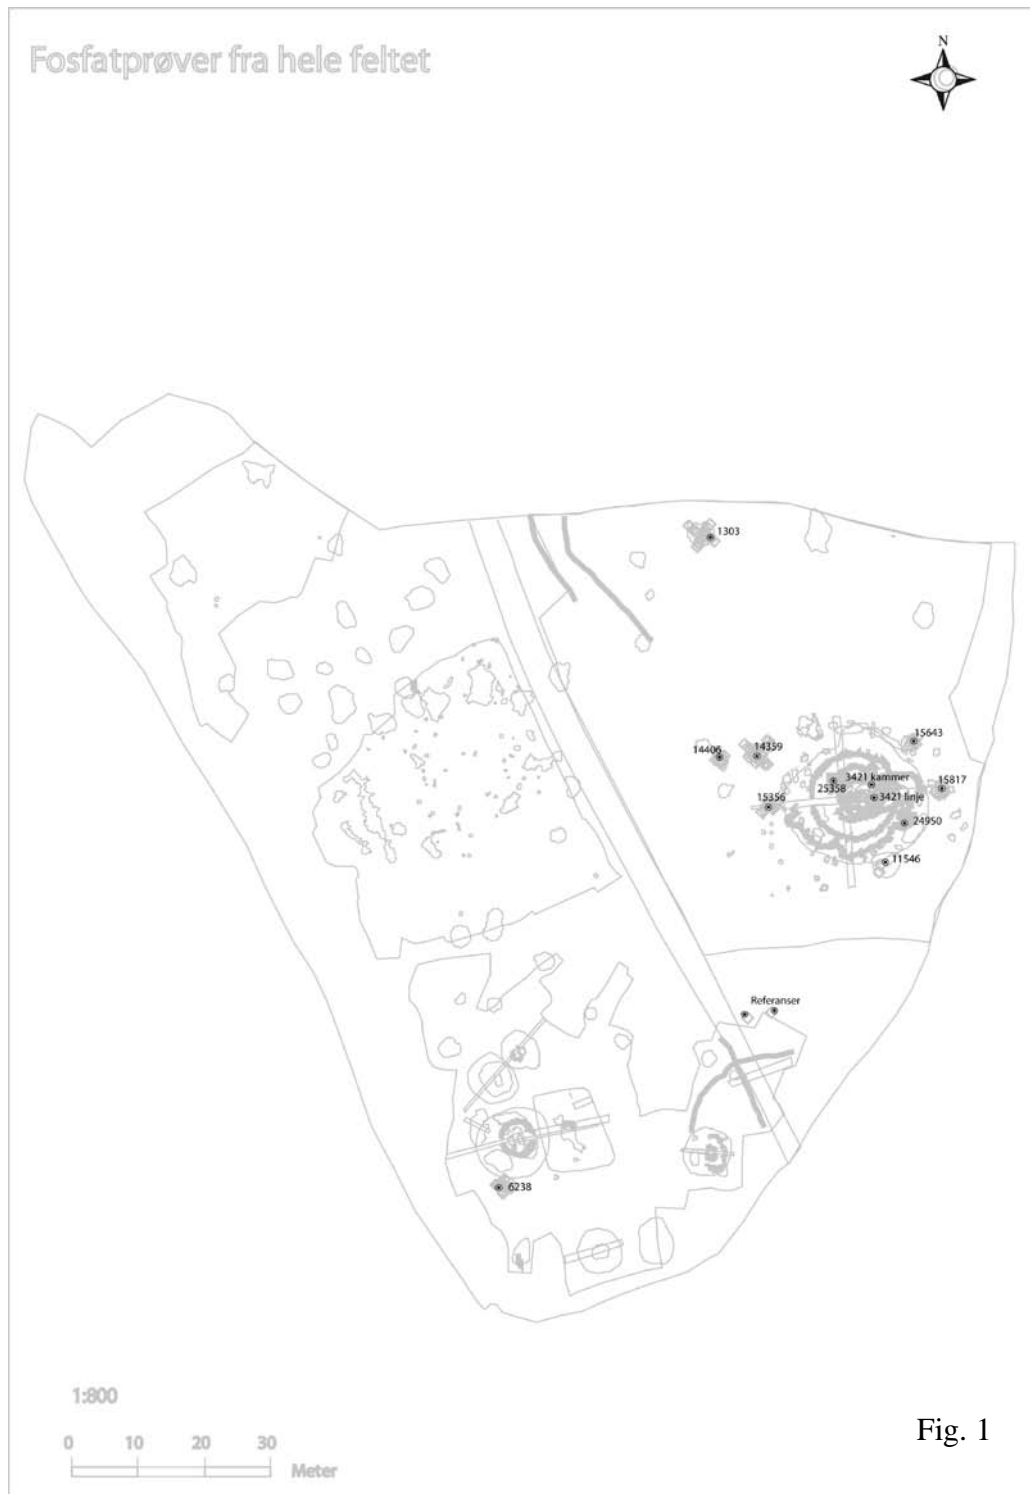 Fosfatprøver fra hele feltet
N
1303
15643
14406
14359
3421 kammer
15817
25358
3421 linje
15356
24950
11546
Referanser
6238
1:800
0 10 20 30
Meter
Fig. 1